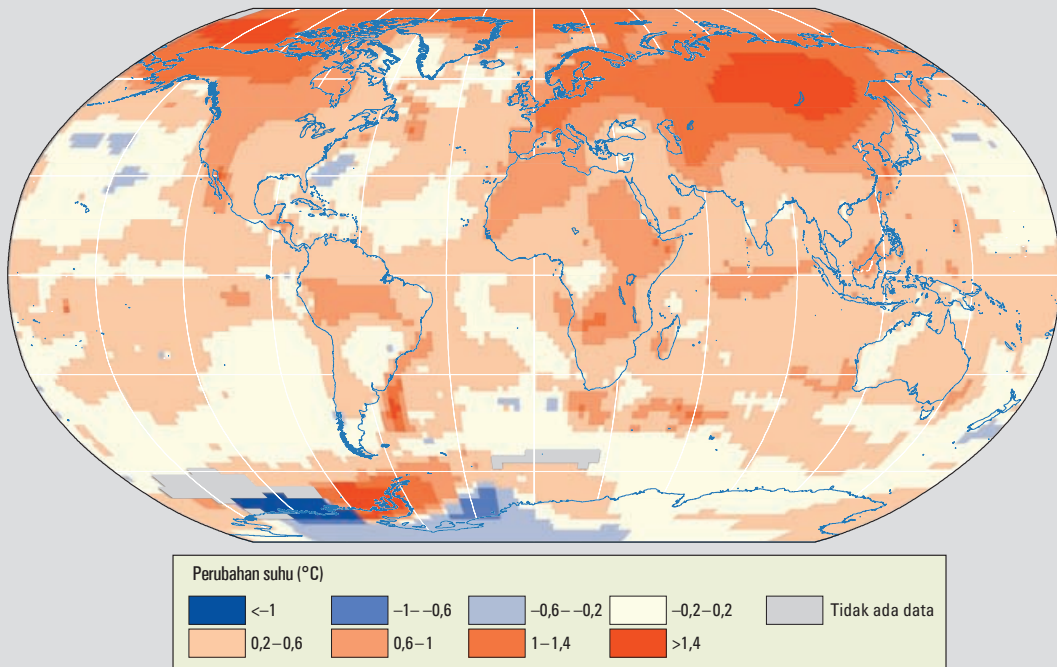 Perubahan suhu (°C)
<–1 –1– –0,6 –0,6– –0,2 –0,2–0,2 Tidak ada data
0,2–0,6 0,6–1 1–1,4 >1,4